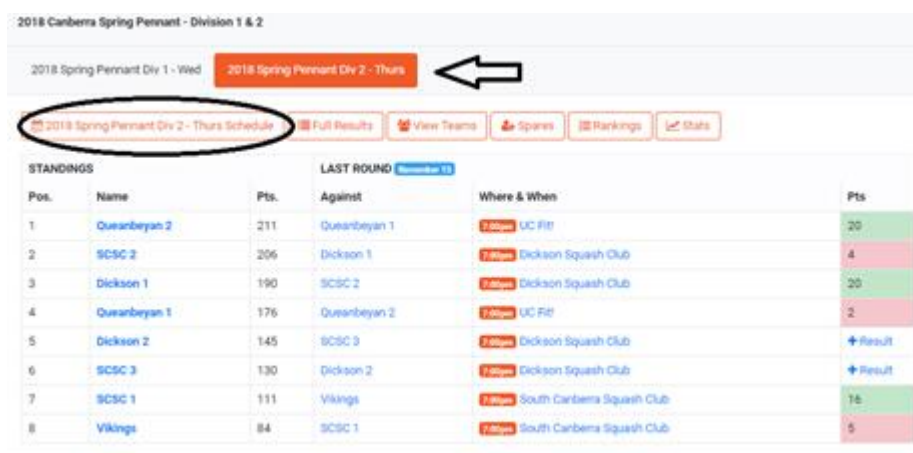 2018 Canberra Spring Pennant - Division 1 & 2
2018 Spring Pennant Div 1 - Wed 2018 Spring Pennant Div 2 - Thurs
2018 Spring Pennant Div 2 - Thurs Schedule Full Results View Teams Spares Rankings Stats
STANDINGS LAST ROUND November 15
Pos. Name Pts. Against Where & When Pts
1 Queanbeyan 2 211 Queanbeyan 1 7:00pm UC Fit! 20
2 SCSC 2 206 Dickson 1 7:00pm Dickson Squash Club 4
3 Dickson 1 190 SCSC 2 7:00pm Dickson Squash Club 20
4 Queanbeyan 1 176 Queanbeyan 2 7:00pm UC Fit! 2
5 Dickson 2 145 SCSC 3 7:00pm Dickson Squash Club + Result
6 SCSC 3 130 Dickson 2 7:00pm Dickson Squash Club + Result
7 SCSC 1 111 Vikings 7:00pm South Canberra Squash Club 16
8 Vikings 84 SCSC 1 7:00pm South Canberra Squash Club 5